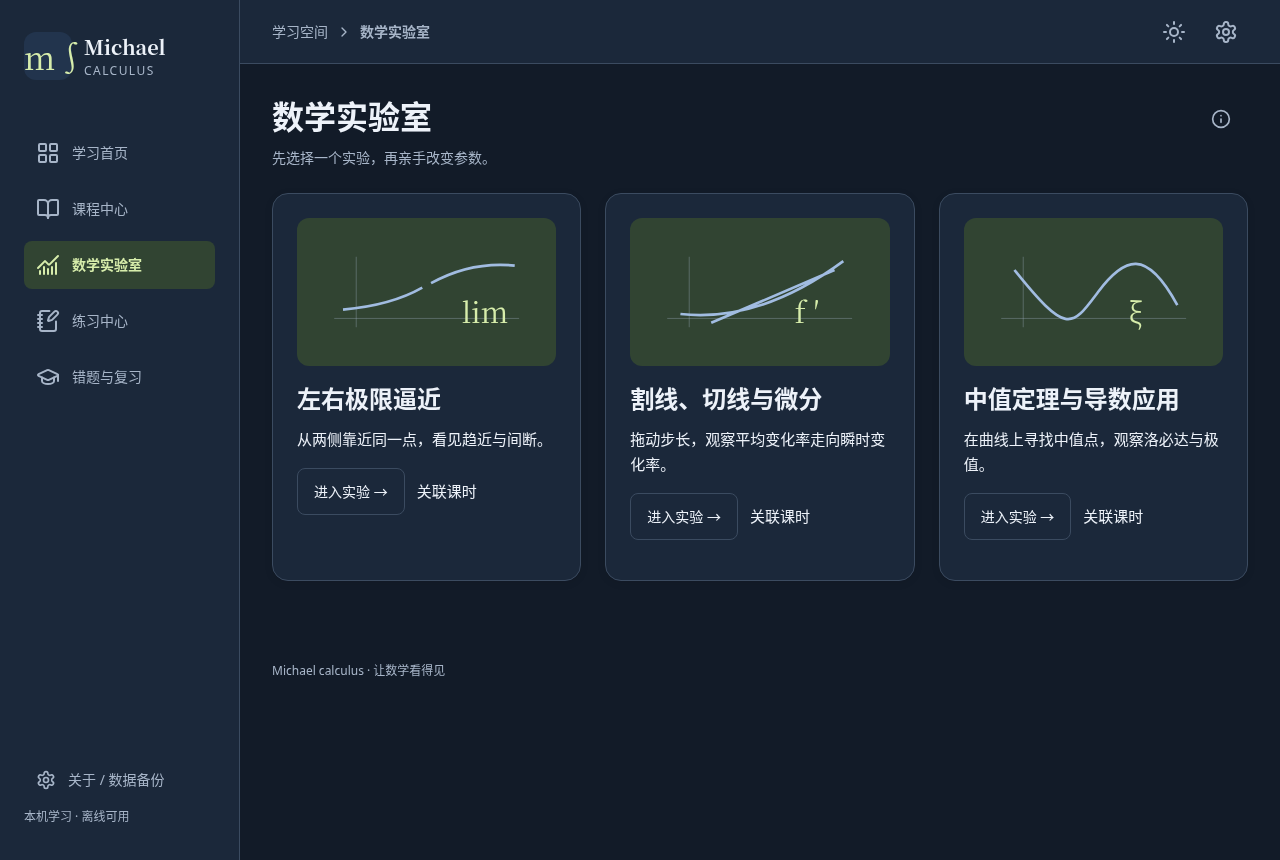 m ∫ Michael
CALCULUS
学习首页
课程中心
数学实验室
练习中心
错题与复习
关于 / 数据备份
本机学习 · 离线可用
学习空间 > 数学实验室
数学实验室
先选择一个实验，再亲手改变参数。
lim
左右极限逼近
从两侧靠近同一点，看见趋近与间断。
进入实验 → 关联课时
f ′
割线、切线与微分
拖动步长，观察平均变化率走向瞬时变
化率。
进入实验 → 关联课时
ξ
中值定理与导数应用
在曲线上寻找中值点，观察洛必达与极
值。
进入实验 → 关联课时
Michael calculus · 让数学看得见